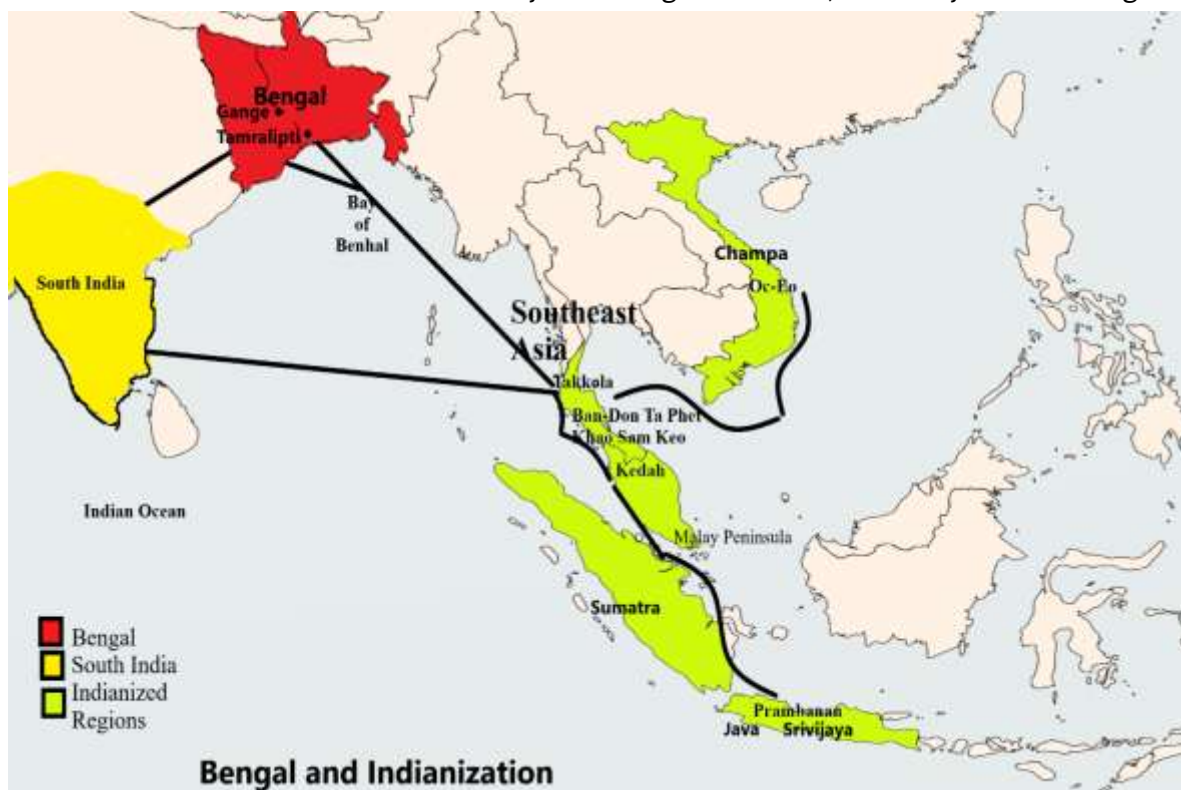 Bengal
Gange
Tamralipti
Bay
of
Benhal
South India
Champa
Oc-Eo
Southeast
Asia
Takkola
Ban-Don Ta Phet
Khao Sam Keo
Kedah
Indian Ocean
Malay Peninsula
Sumatra
Prambanan
Java Srivijaya
Bengal
South India
Indianized
Regions
Bengal and Indianization